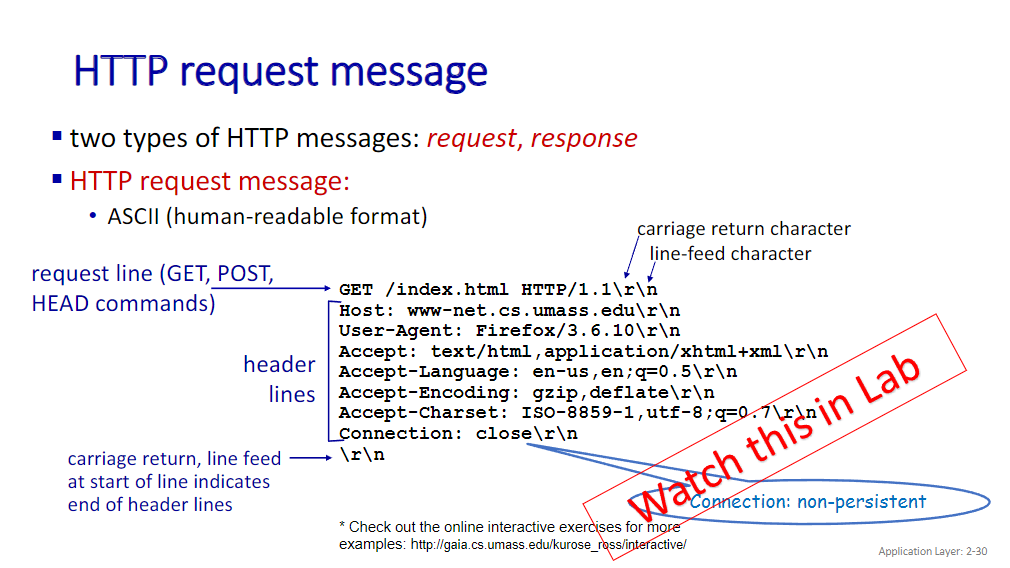 HTTP request message
▪ two types of HTTP messages: request, response
▪ HTTP request message:
• ASCII (human-readable format)
carriage return character
line-feed character
request line (GET, POST,
HEAD commands)
GET /index.html HTTP/1.1\r\n
Host: www-net.cs.umass.edu\r\n
User-Agent: Firefox/3.6.10\r\n
Accept: text/html,application/xhtml+xml\r\n
Accept-Language: en-us,en;q=0.5\r\n
Accept-Encoding: gzip,deflate\r\n
Accept-Charset: ISO-8859-1,utf-8;q=0.7\r\n
Connection: close\r\n
\r\n
header
lines
carriage return, line feed
at start of line indicates
end of header lines
Watch this in Lab
Connection: non-persistent
* Check out the online interactive exercises for more
examples: http://gaia.cs.umass.edu/kurose_ross/interactive/
Application Layer: 2-30